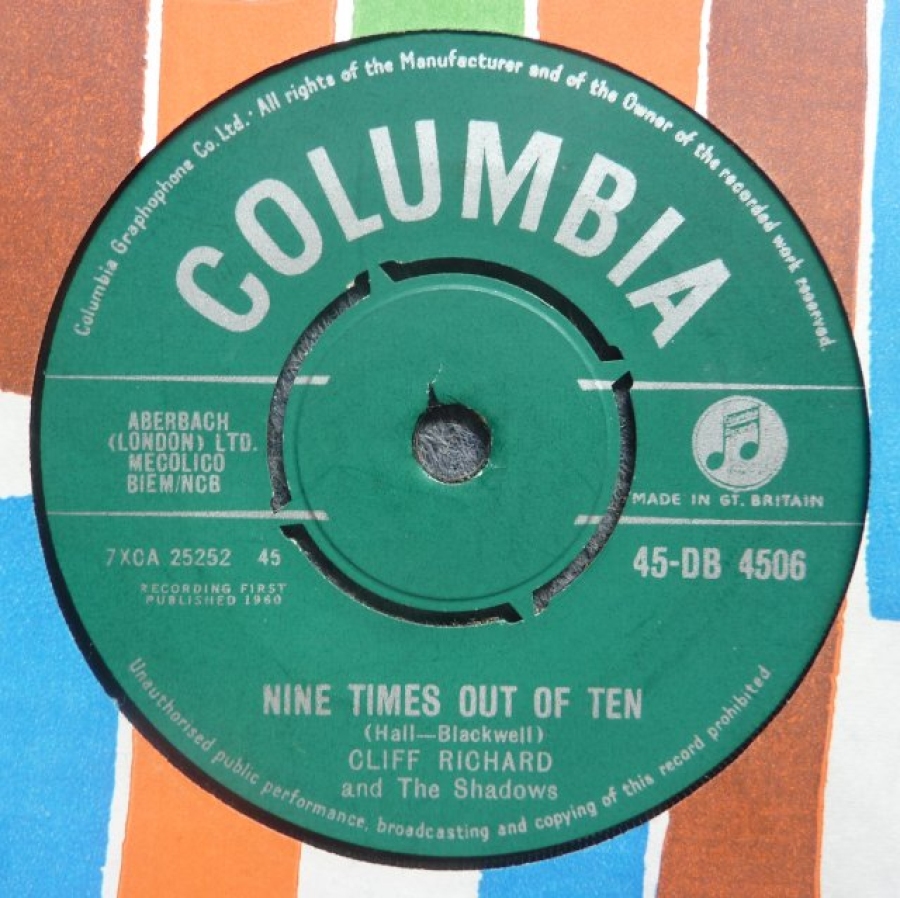 Columbia Graphophone Co. Ltd. · All rights of the Manufacturer and of the Owner of the recorded work reserved.
COLUMBIA
ABERBACH
(LONDON) LTD.
MECOLICO
BIEM/NCB
MADE IN GT. BRITAIN
7XCA 25252 45
45-DB 4506
RECORDING FIRST
PUBLISHED 1960
NINE TIMES OUT OF TEN
(Hall—Blackwell)
CLIFF RICHARD
and The Shadows
Unauthorised public performance, broadcasting and copying of this record prohibited